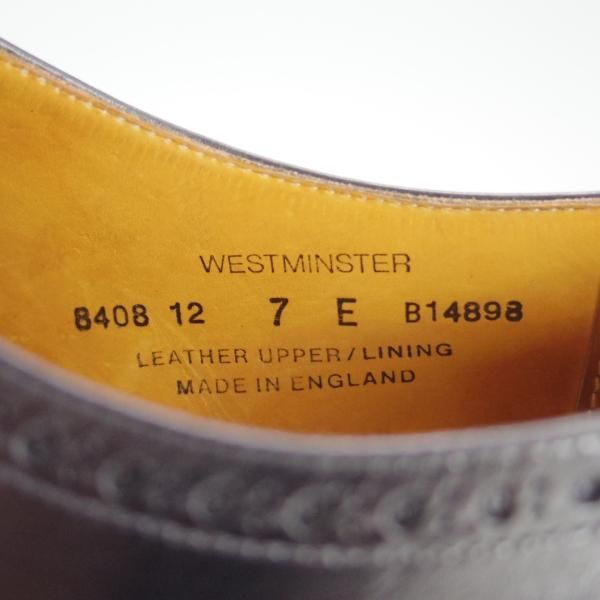 WESTMINSTER
8408 12 7 E B14898
LEATHER UPPER/LINING
MADE IN ENGLAND